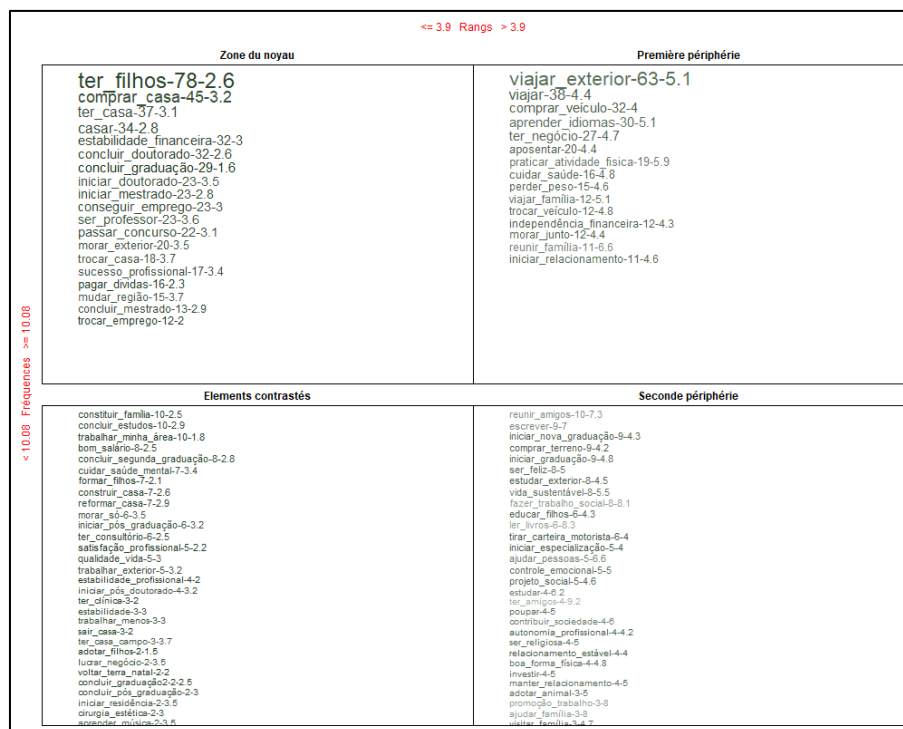 <= 3.9 Rangs > 3.9
Zone du noyau
ter_filhos-78-2.6
comprar_casa-45-3.2
ter_casa-37-3.1
casar-34-2.8
estabilidade_financeira-32-3
concluir_doutorado-32-2.6
concluir_graduação-29-1.6
iniciar_doutorado-23-3.5
iniciar_mestrado-23-2.8
conseguir_emprego-23-3
ser_professor-23-3.6
passar_concurso-22-3.1
morar_exterior-20-3.5
trocar_casa-18-3.7
sucesso_profissional-17-3.4
pagar_dívidas-16-2.3
mudar_região-15-3.7
concluir_mestrado-13-2.9
trocar_emprego-12-2
Première périphérie
viajar_exterior-63-5.1
viajar-38-4.4
comprar_veículo-32-4
aprender_idiomas-30-5.1
ter_negócio-27-4.7
aposentar-20-4.4
praticar_atividade_fisica-19-5.9
cuidar_saúde-16-4.8
perder_peso-15-4.6
viajar_família-12-5.1
trocar_veículo-12-4.8
independência_financeira-12-4.3
morar_junto-12-4.4
reunir_família-11-6.6
iniciar_relacionamento-11-4.6
< 10.08 Fréquences >= 10.08
Elements contrastés
constituir_família-10-2.5
concluir_estudos-10-2.9
trabalhar_minha_área-10-1.8
bom_salário-8-2.5
concluir_segunda_graduação-8-2.8
cuidar_saúde_mental-7-3.4
formar_filhos-7-2.1
construir_casa-7-2.6
reformar_casa-7-2.9
morar_só-6-3.5
iniciar_pós_graduação-6-3.2
ter_consultório-6-2.5
satisfação_profissional-5-2.2
qualidade_vida-5-3
trabalhar_exterior-5-3.2
estabilidade_profissional-4-2
iniciar_pós_doutorado-4-3.2
ter_clínica-3-2
estabilidade-3-3
trabalhar_menos-3-3
sair_casa-3-2
ter_casa_campo-3-3.7
adotar_filhos-2-1.5
lucrar_negócio-2-3.5
voltar_terra_natal-2-2
concluir_graduação2-2-2.5
concluir_pós_graduação-2-3
iniciar_residência-2-3.5
cirurgia_estética-2-3
aprender_música-2-3.5
Seconde périphérie
reunir_amigos-10-7.3
escrever-9-7
iniciar_nova_graduação-9-4.3
comprar_terreno-9-4.2
iniciar_graduação-9-4.8
ser_feliz-8-5
estudar_exterior-8-4.5
vida_sustentável-8-5.5
fazer_trabalho_social-8-8.1
educar_filhos-6-4.3
ler_livros-6-8.3
tirar_carteira_motorista-6-4
iniciar_especialização-5-4
ajudar_pessoas-5-6.6
controle_emocional-5-5
projeto_social-5-4.6
estudar-4-6.2
ter_amigos-4-9.2
poupar-4-5
contribuir_sociedade-4-6
autonomia_profissional-4-4.2
ser_religiosa-4-5
relacionamento_estável-4-4
boa_forma_física-4-4.8
investir-4-5
manter_relacionamento-4-5
adotar_animal-3-5
promoção_trabalho-3-8
ajudar_família-3-8
visitar_família-3-4.7